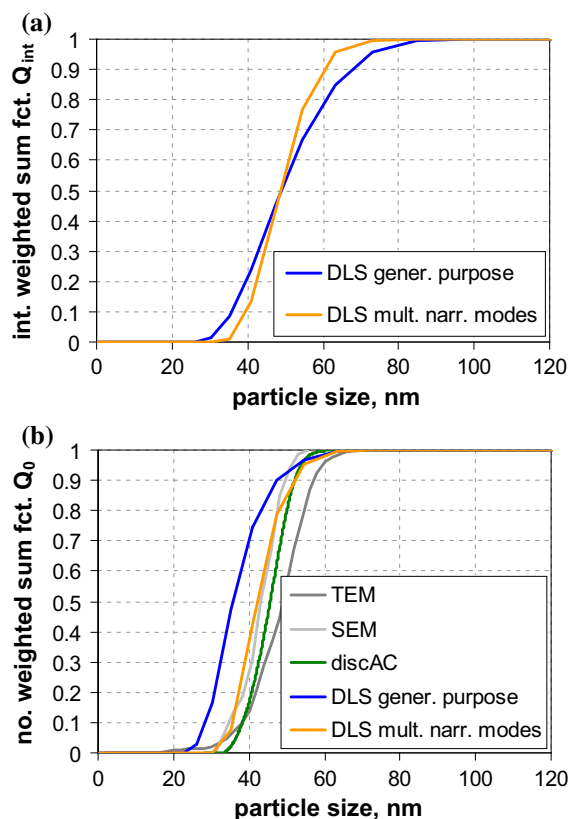 (a)
int. weighted sum fct. Q_int
1
0.9
0.8
0.7
0.6
0.5
0.4
0.3
0.2
0.1
0
DLS gener. purpose
DLS mult. narr. modes
0 20 40 60 80 100 120
particle size, nm
(b)
no. weighted sum fct. Q_0
1
0.9
0.8
0.7
0.6
0.5
0.4
0.3
0.2
0.1
0
TEM
SEM
discAC
DLS gener. purpose
DLS mult. narr. modes
0 20 40 60 80 100 120
particle size, nm